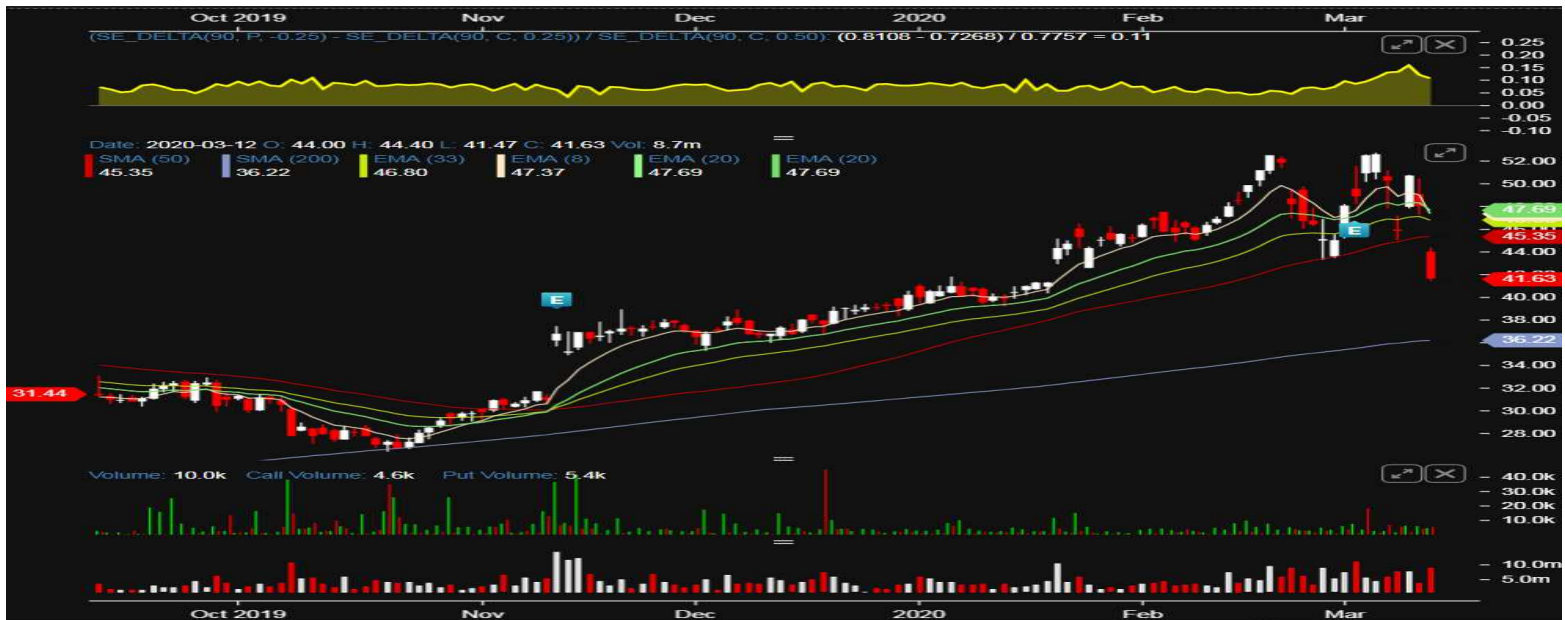 Oct 2019 Nov Dec 2020 Feb Mar
(SE_DELTA(90, P, -0.25) - SE_DELTA(90, C, 0.25)) / SE_DELTA(90, C, 0.50): (0.8108 - 0.7268) / 0.7757 = 0.11
0.25
0.20
0.15
0.10
0.05
0.00
-0.05
-0.10
Date: 2020-03-12 O: 44.00 H: 44.40 L: 41.47 C: 41.63 Vol: 8.7m
SMA (50) SMA (200) EMA (33) EMA (8) EMA (20) EMA (20)
45.35 36.22 46.80 47.37 47.69 47.69
52.00
50.00
47.69
E
45.35
44.00
41.63
40.00
E
38.00
36.22
34.00
31.44
32.00
30.00
28.00
Volume: 10.0k Call Volume: 4.6k Put Volume: 5.4k
40.0k
30.0k
20.0k
10.0k
10.0m
5.0m
Oct 2019 Nov Dec 2020 Feb Mar